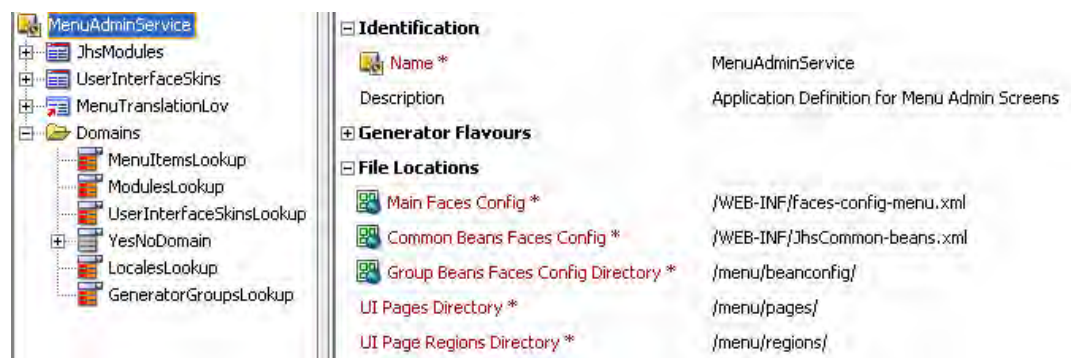 MenuAdminService
JhsModules
UserInterfaceSkins
MenuTranslationLov
Domains
MenuItemsLookup
ModulesLookup
UserInterfaceSkinsLookup
YesNoDomain
LocalesLookup
GeneratorGroupsLookup
Identification
Name * MenuAdminService
Description Application Definition for Menu Admin Screens
Generator Flavours
File Locations
Main Faces Config * /WEB-INF/faces-config-menu.xml
Common Beans Faces Config * /WEB-INF/JhsCommon-beans.xml
Group Beans Faces Config Directory * /menu/beanconfig/
UI Pages Directory * /menu/pages/
UI Page Regions Directory * /menu/regions/